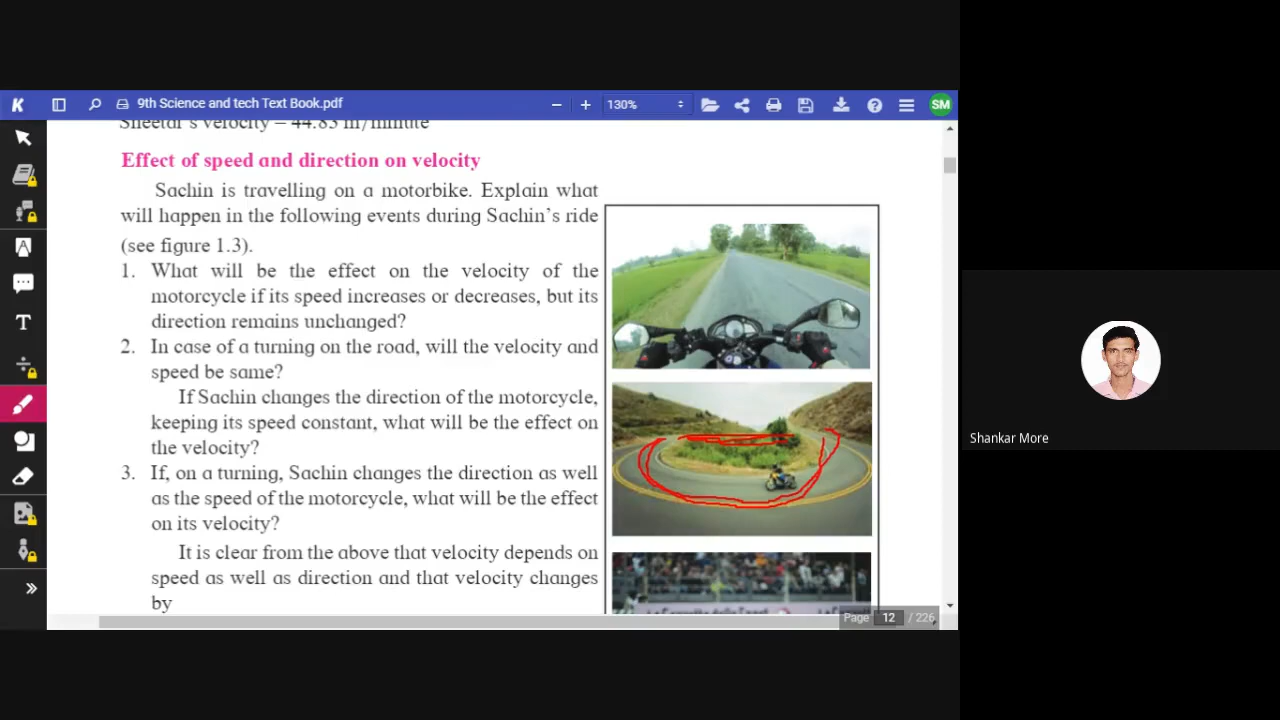 K
9th Science and tech Text Book.pdf
130%
SM
Sheetal's velocity = 44.83 m/minute
Effect of speed and direction on velocity
Sachin is travelling on a motorbike. Explain what
will happen in the following events during Sachin's ride
(see figure 1.3).
1. What will be the effect on the velocity of the
motorcycle if its speed increases or decreases, but its
direction remains unchanged?
2. In case of a turning on the road, will the velocity and
speed be same?
If Sachin changes the direction of the motorcycle,
keeping its speed constant, what will be the effect on
the velocity?
3. If, on a turning, Sachin changes the direction as well
as the speed of the motorcycle, what will be the effect
on its velocity?
It is clear from the above that velocity depends on
speed as well as direction and that velocity changes
by
Page 12 / 226
Shankar More